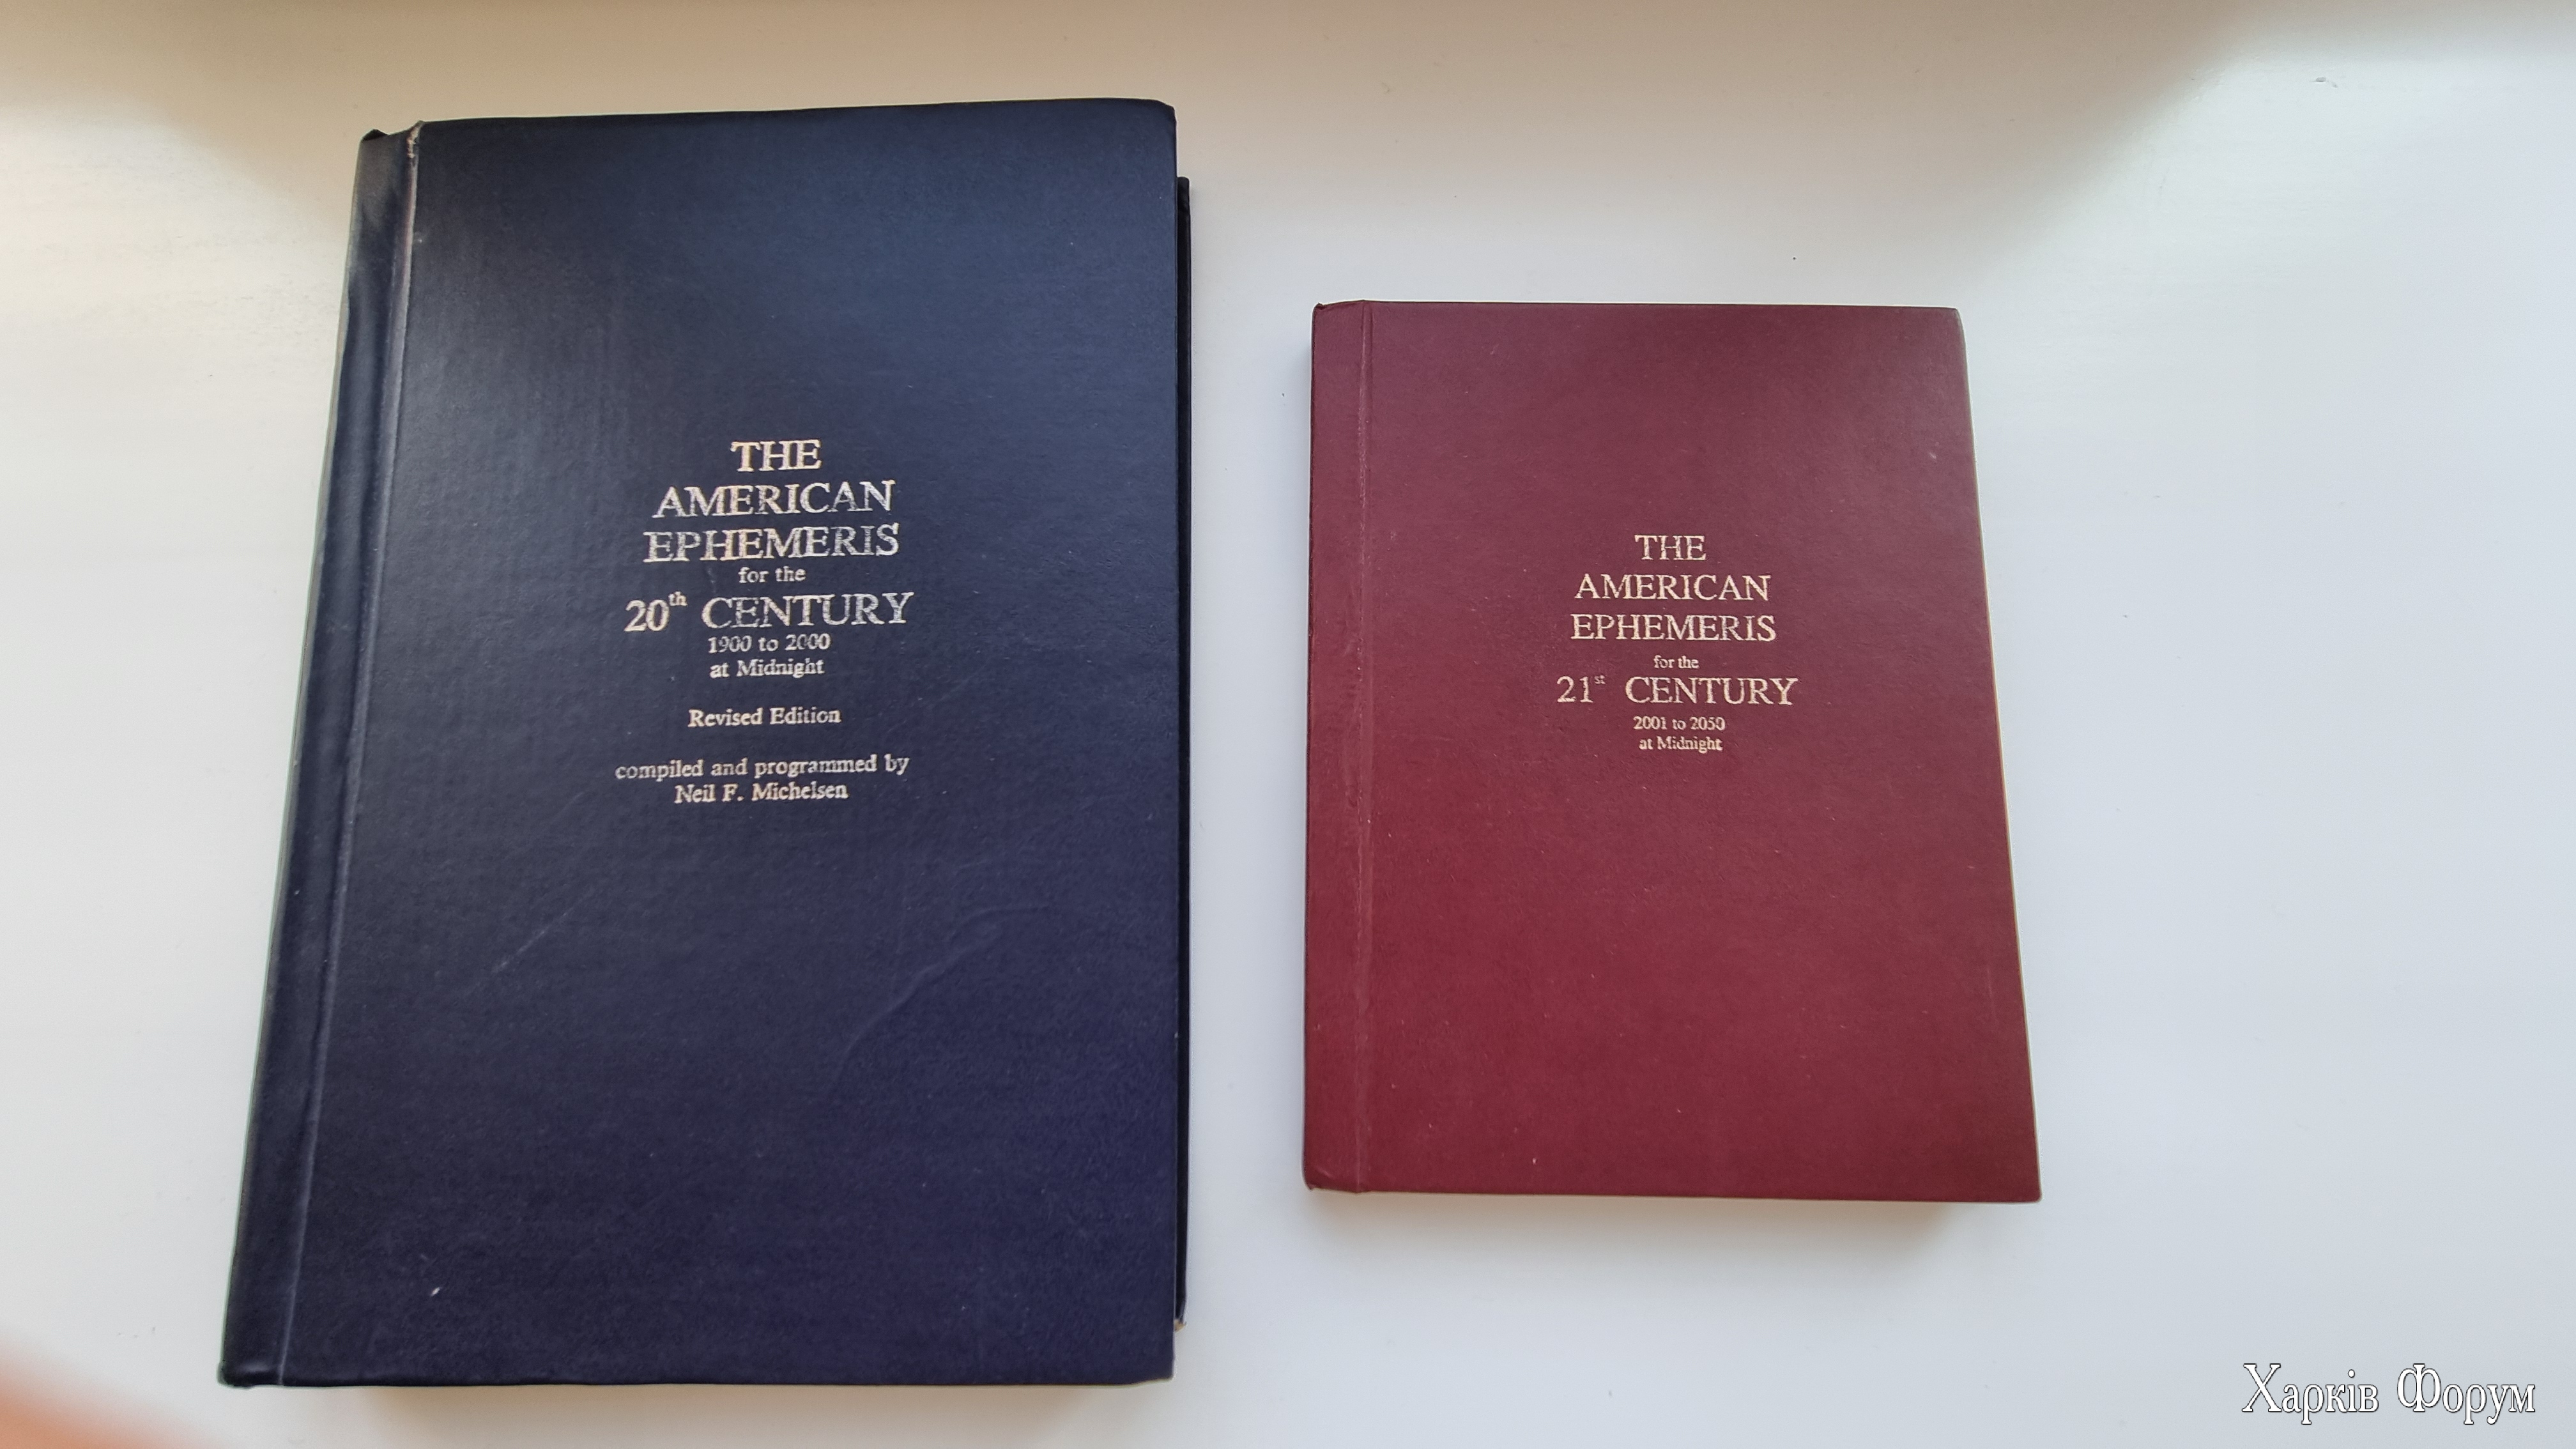 THE
AMERICAN
EPHEMERIS
for the
20th CENTURY
1900 to 2000
at Midnight
Revised Edition
compiled and programmed by
Neil F. Michelsen
THE
AMERICAN
EPHEMERIS
for the
21st CENTURY
2001 to 2050
at Midnight
Харків Форум